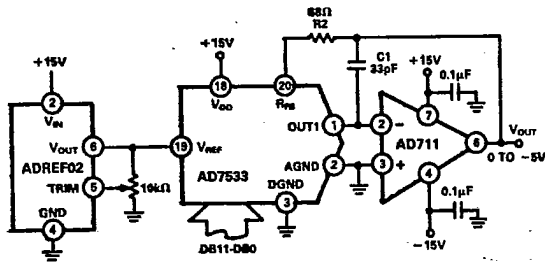 68Ω
R2
+15V
C1
33pF
+15V
+15V
0.1µF
2
VIN
18
VDD
20
RFB
7
OUT1
1
2
−
6
VOUT
0 TO −5V
VOUT
6
19
VREF
ADREF02
AD7533
AD711
AGND
2
3
+
4
TRIM
5
10kΩ
DGND
3
0.1µF
GND
4
DB11-DB0
−15V